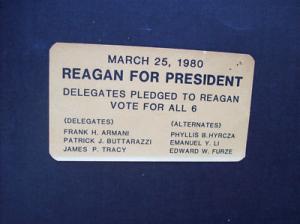 MARCH 25, 1980
REAGAN FOR PRESIDENT
DELEGATES PLEDGED TO REAGAN
VOTE FOR ALL 6
(DELEGATES) (ALTERNATES)
FRANK H. ARMANI PHYLLIS B. HYRCZA
PATRICK J. BUTTARAZZI EMANUEL Y. LI
JAMES P. TRACY EDWARD W. FURZE